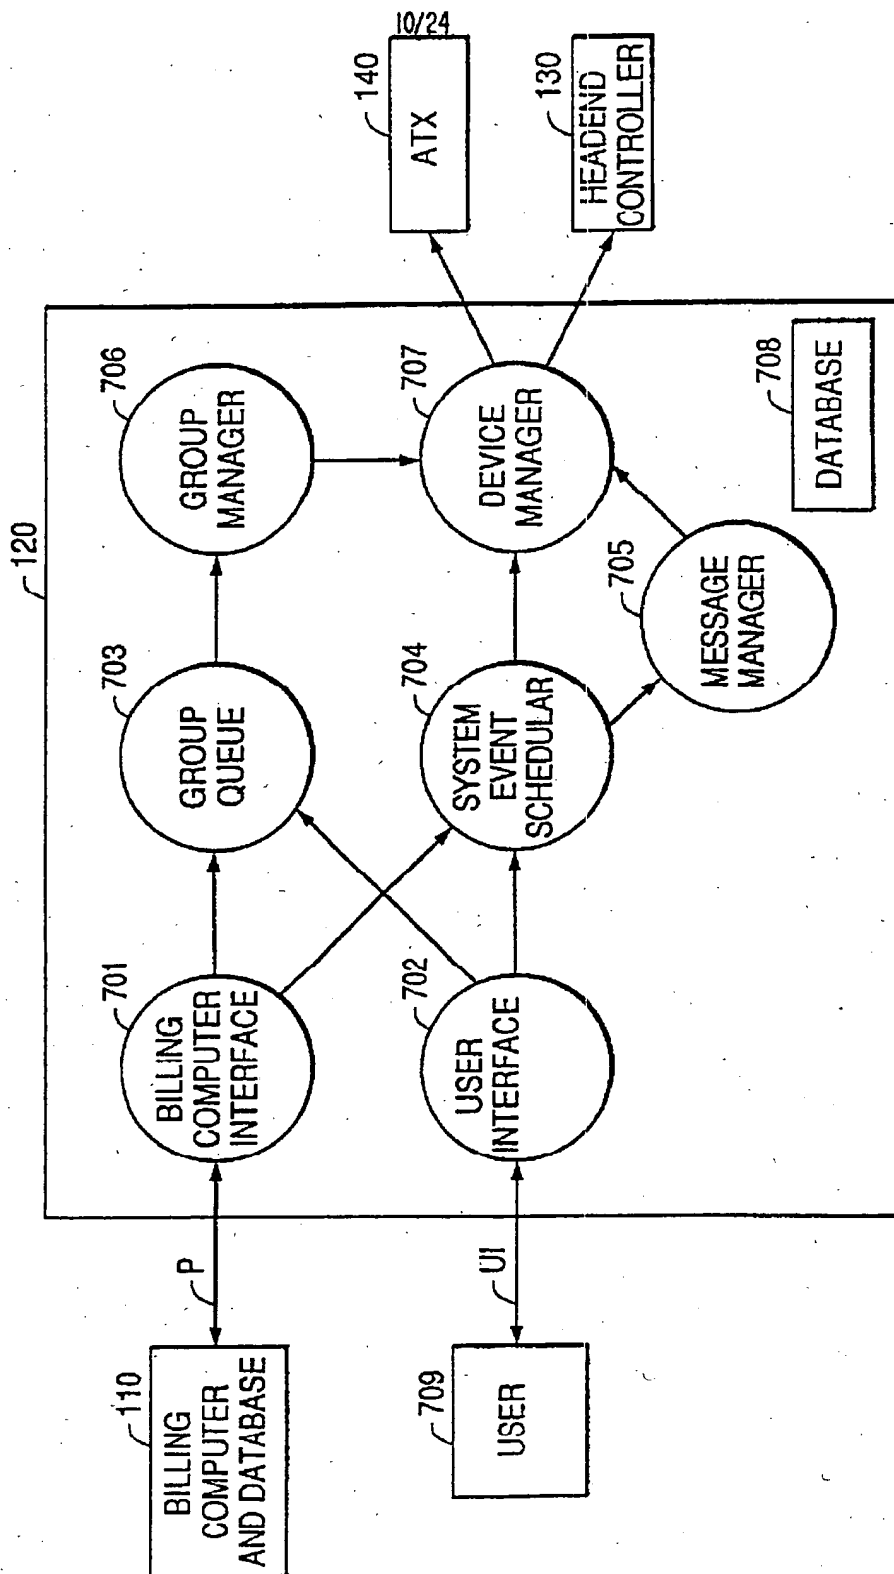 120
110
BILLING
COMPUTER
AND DATABASE
P
701
BILLING
COMPUTER
INTERFACE
703
GROUP
QUEUE
706
GROUP
MANAGER
709
USER
UI
702
USER
INTERFACE
704
SYSTEM
EVENT
SCHEDULAR
707
DEVICE
MANAGER
705
MESSAGE
MANAGER
708
DATABASE
140
ATX
10/24
130
HEADEND
CONTROLLER